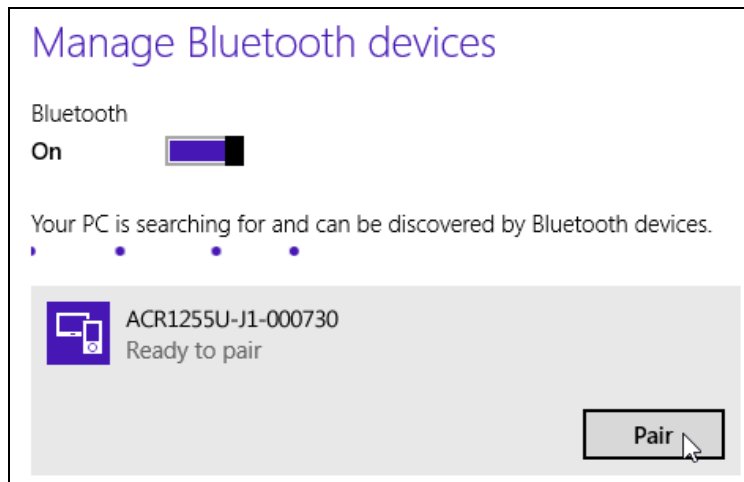 Manage Bluetooth devices
Bluetooth
On
Your PC is searching for and can be discovered by Bluetooth devices.
ACR1255U-J1-000730
Ready to pair
Pair